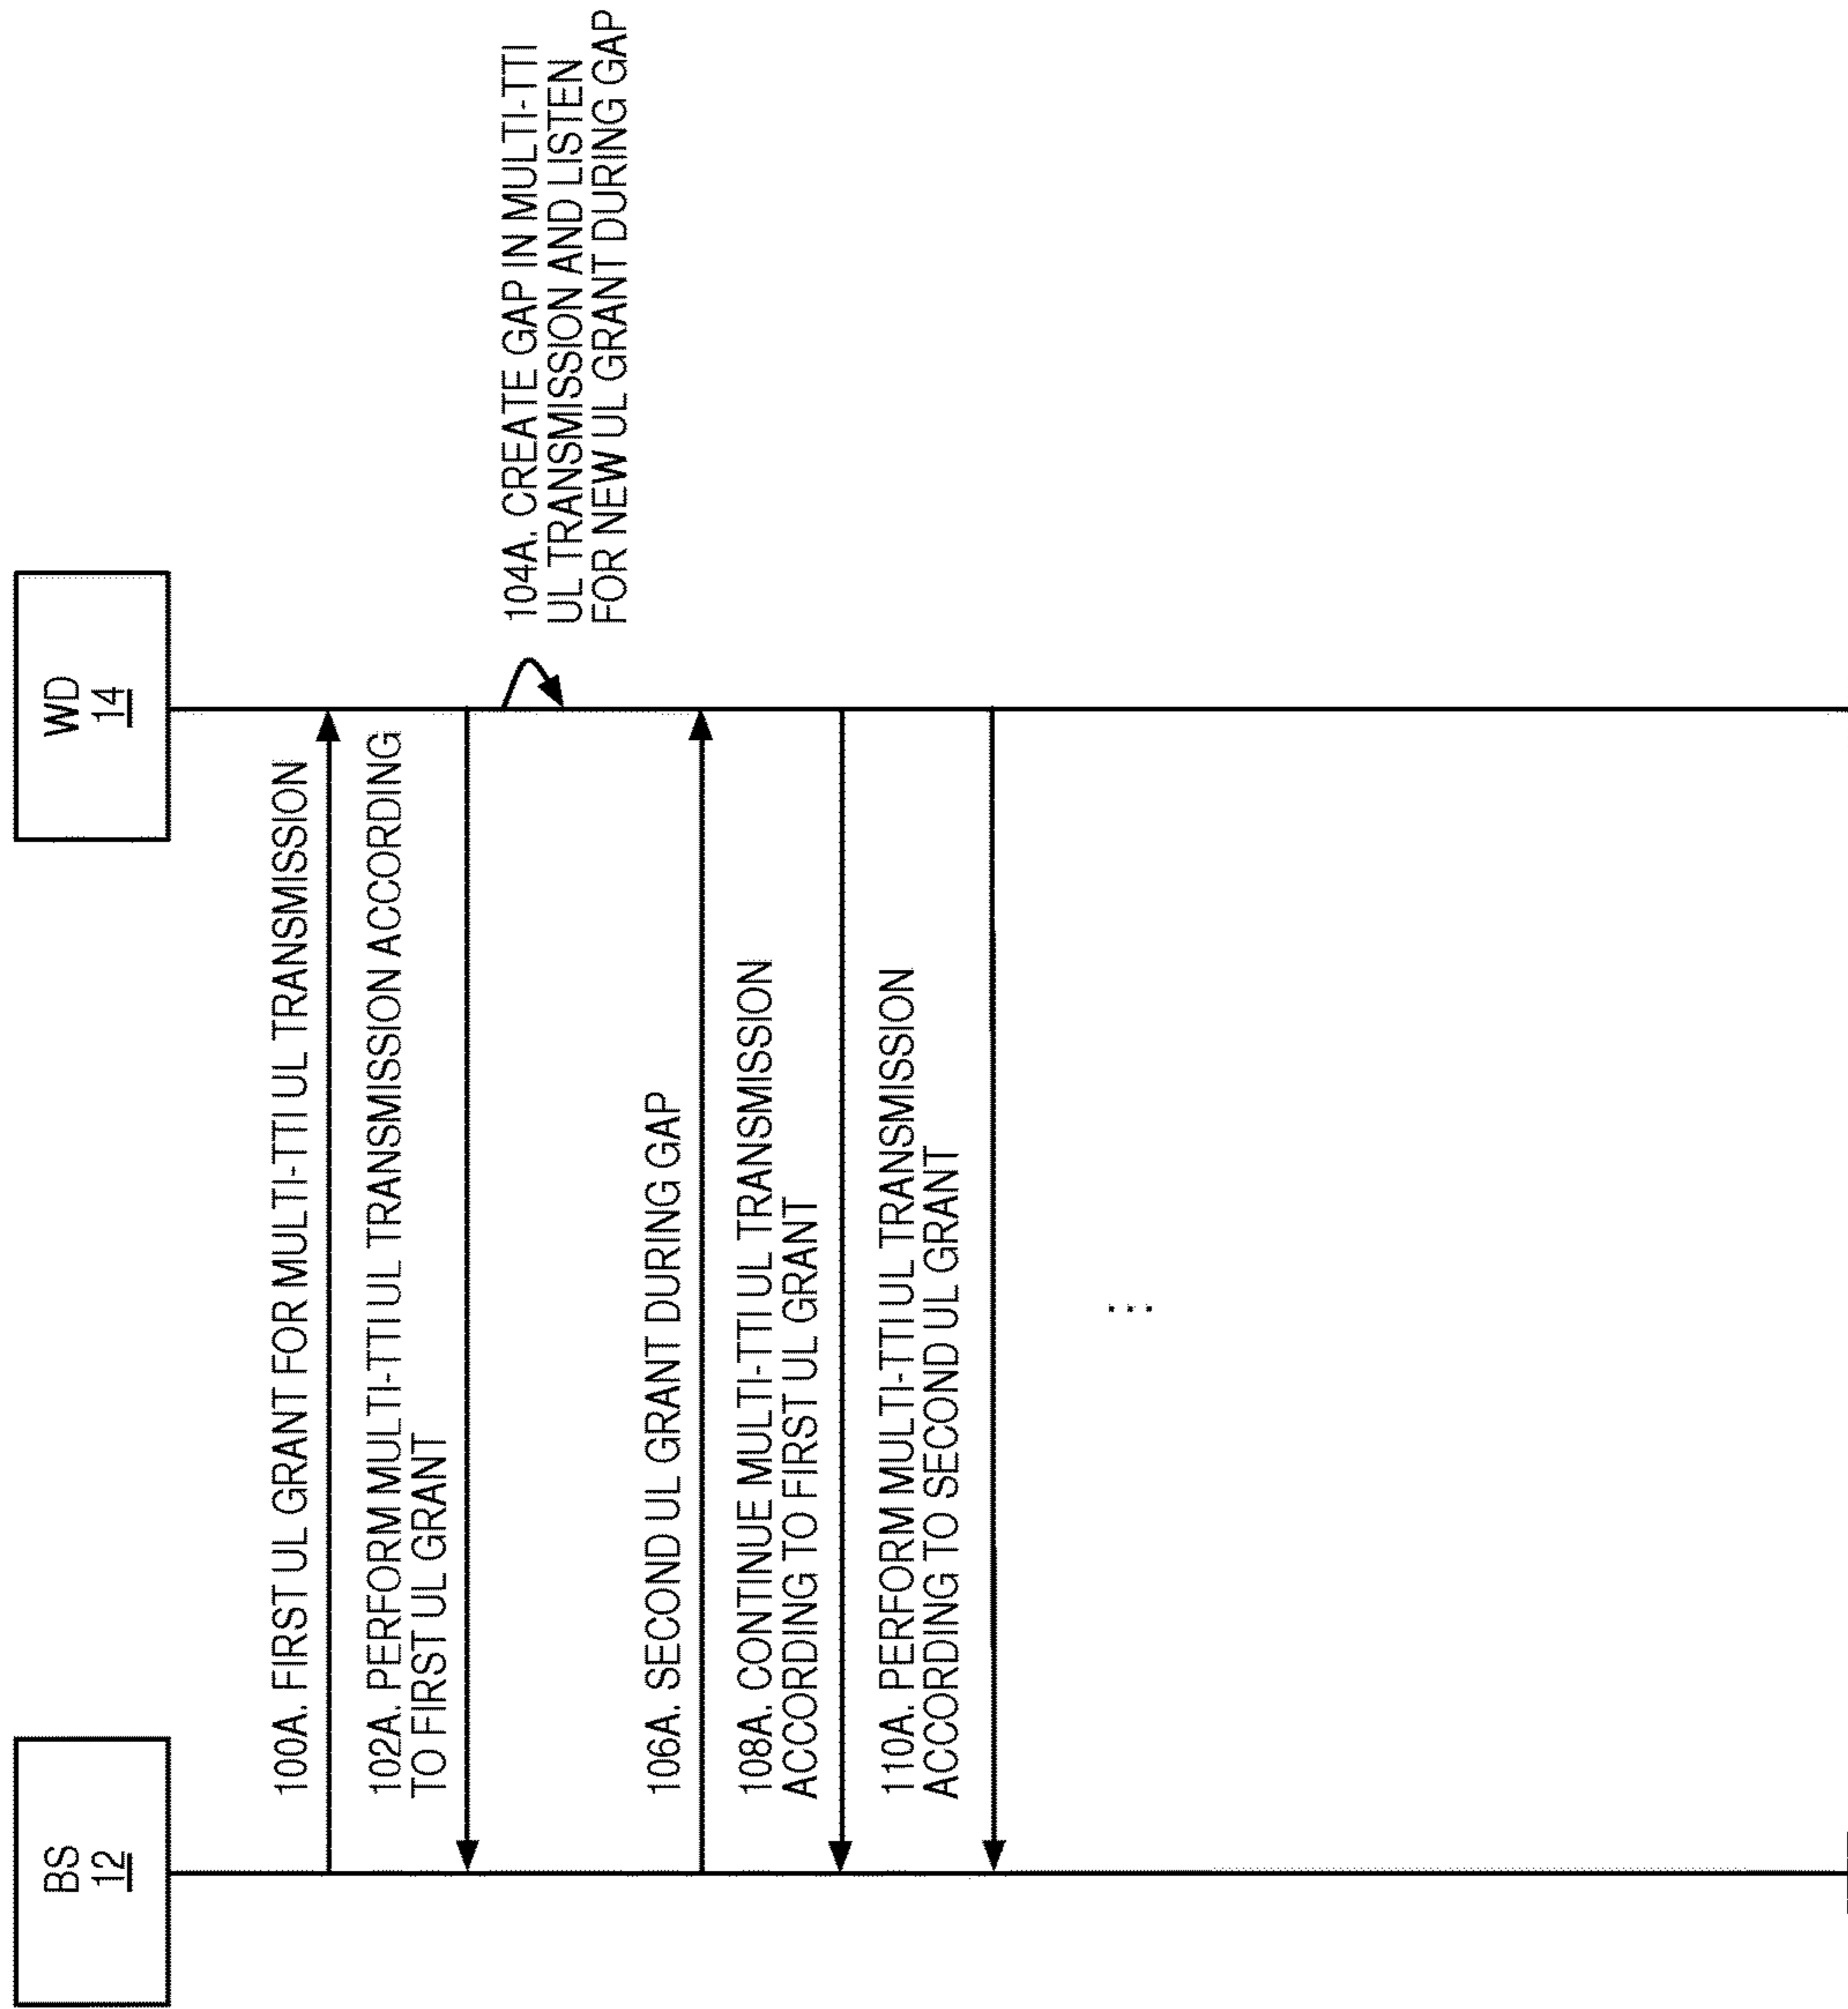 BS
12
WD
14
100A. FIRST UL GRANT FOR MULTI-TTI UL TRANSMISSION
102A. PERFORM MULTI-TTI UL TRANSMISSION ACCORDING
TO FIRST UL GRANT
104A. CREATE GAP IN MULTI-TTI
UL TRANSMISSION AND LISTEN
FOR NEW UL GRANT DURING GAP
106A. SECOND UL GRANT DURING GAP
108A. CONTINUE MULTI-TTI UL TRANSMISSION
ACCORDING TO FIRST UL GRANT
110A. PERFORM MULTI-TTI UL TRANSMISSION
ACCORDING TO SECOND UL GRANT
...